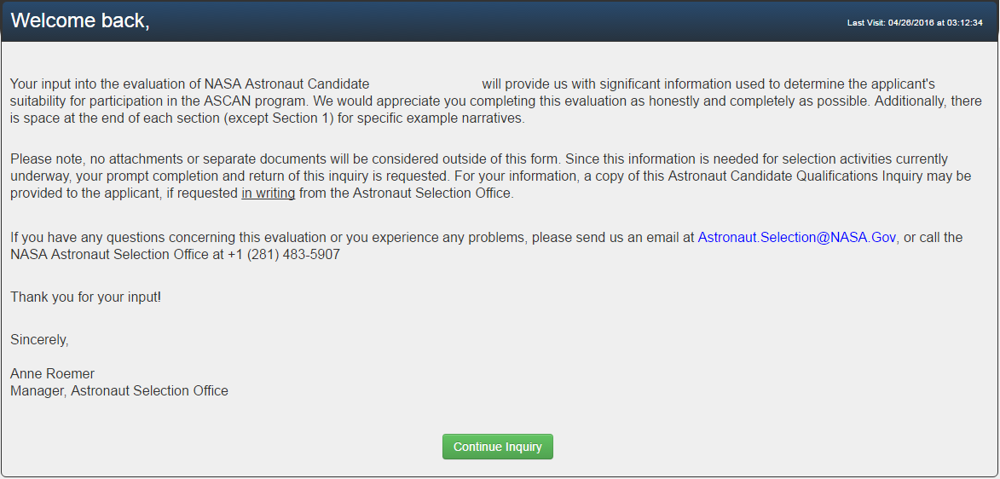 Welcome back,
Last Visit: 04/26/2016 at 03:12:34
Your input into the evaluation of NASA Astronaut Candidate will provide us with significant information used to determine the applicant's
suitability for participation in the ASCAN program. We would appreciate you completing this evaluation as honestly and completely as possible. Additionally, there
is space at the end of each section (except Section 1) for specific example narratives.
Please note, no attachments or separate documents will be considered outside of this form. Since this information is needed for selection activities currently
underway, your prompt completion and return of this inquiry is requested. For your information, a copy of this Astronaut Candidate Qualifications Inquiry may be
provided to the applicant, if requested in writing from the Astronaut Selection Office.
If you have any questions concerning this evaluation or you experience any problems, please send us an email at Astronaut.Selection@NASA.Gov, or call the
NASA Astronaut Selection Office at +1 (281) 483-5907
Thank you for your input!
Sincerely,
Anne Roemer
Manager, Astronaut Selection Office
Continue Inquiry